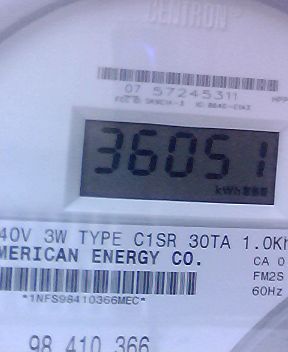 CENTRON®
07 57245311
36051
kWh
40V 3W TYPE C1SR 30TA 1.0Kh
MERICAN ENERGY CO.
CA 0
FM2S
60Hz
*1NFS98410366MEC*
98 410 366